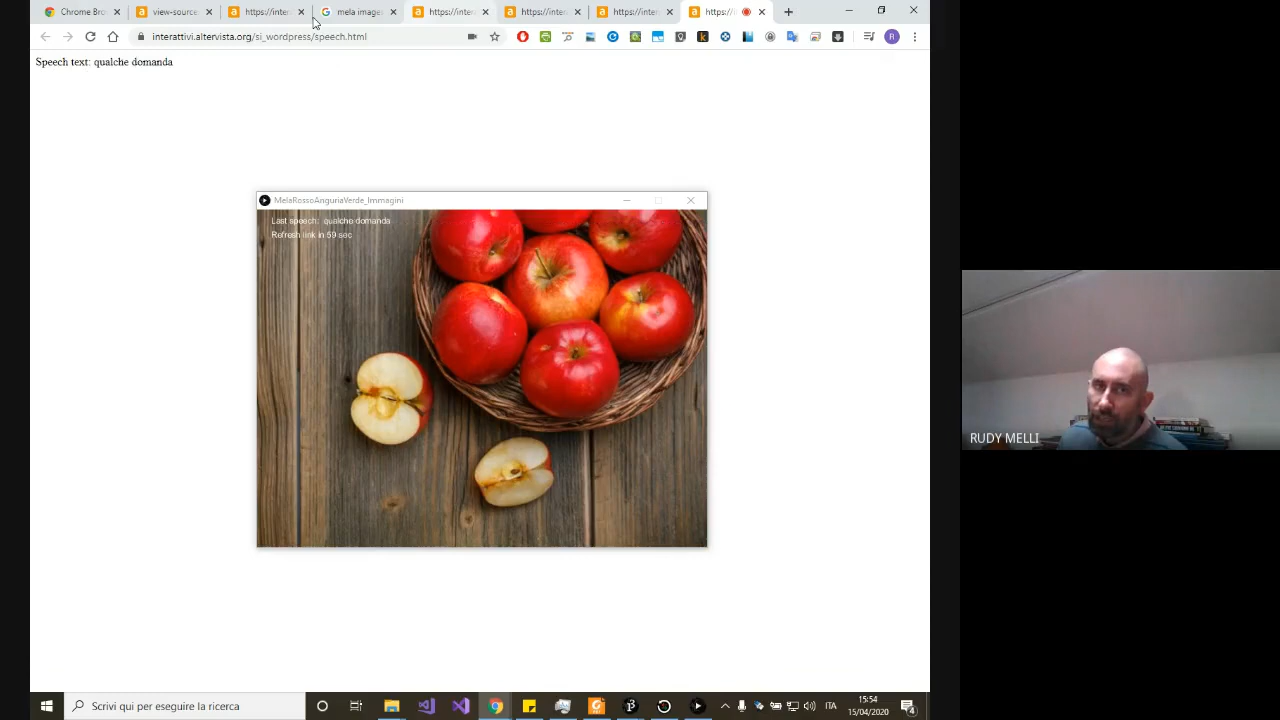 Chrome Bro
view-source:
https://inter
mela image
https://inter
https://inter
https://inter
https://
interattivi.altervista.org/si_wordpress/speech.html
R
Speech text: qualche domanda
MelaRossoAnguriaVerde_Immagini
Last speech: qualche domanda
Refresh link in 59 sec
RUDY MELLI
Scrivi qui per eseguire la ricerca
ITA
15:54
15/04/2020
4